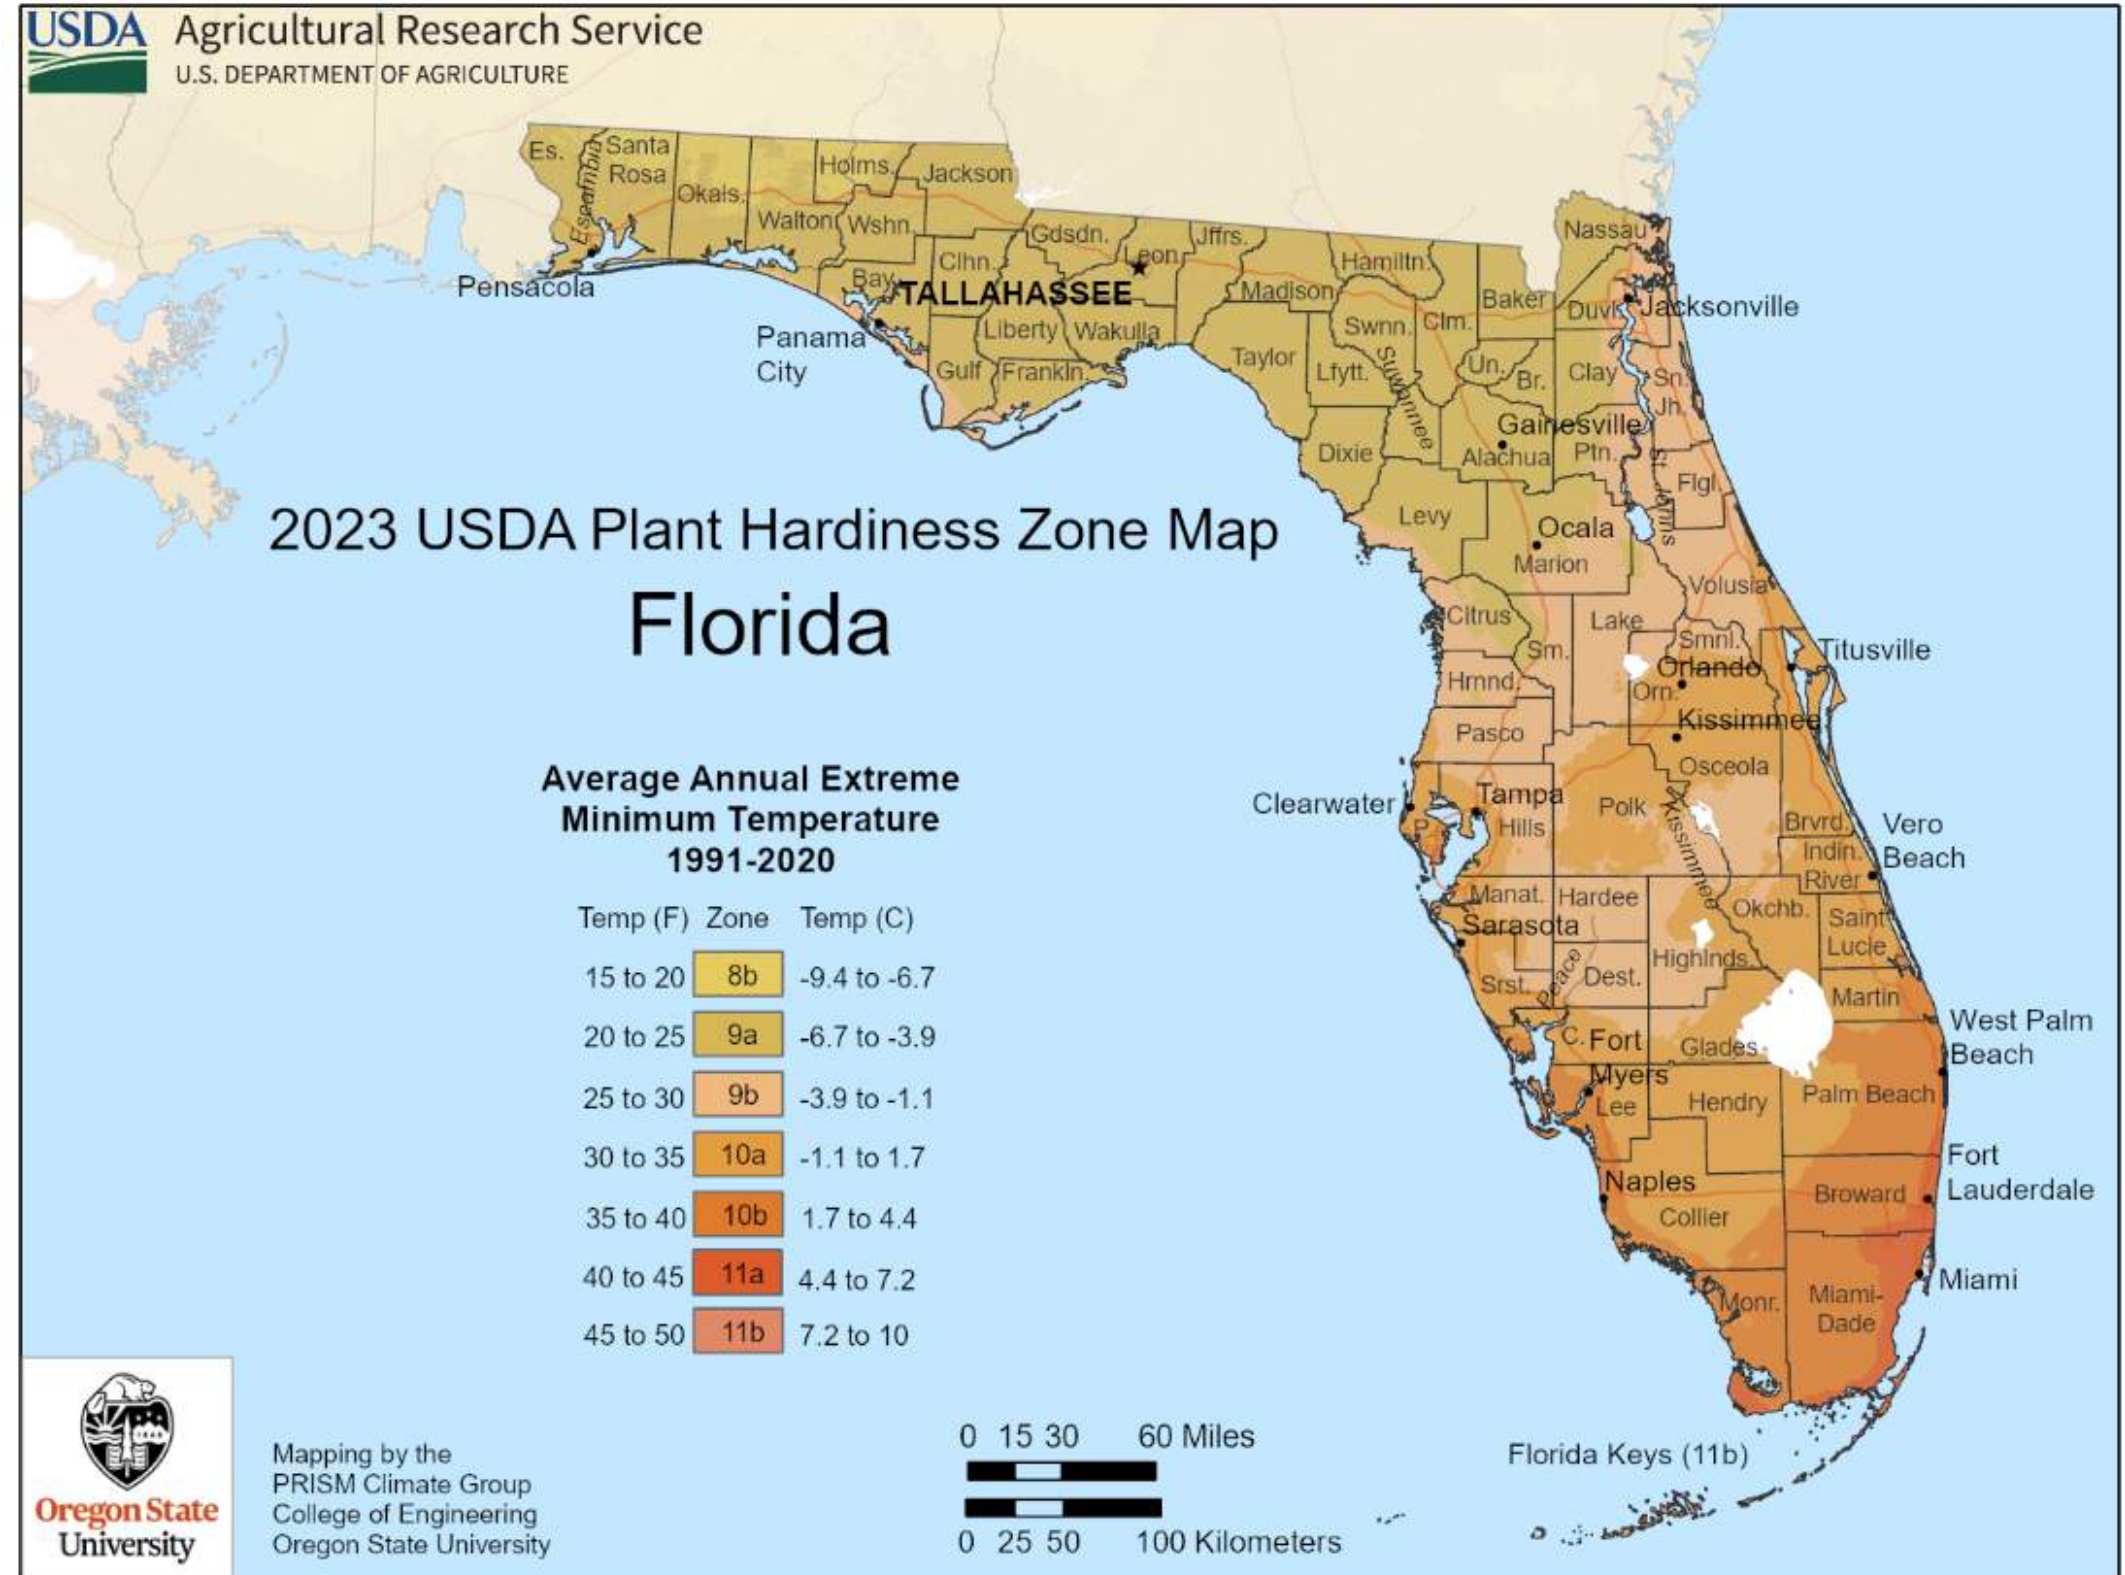 USDA
Agricultural Research Service
U.S. DEPARTMENT OF AGRICULTURE
Es.
Escambia
Santa
Rosa
Okals.
Walton
Holms.
Wshn.
Jackson
Bay
Clhn.
Gdsdn.
Leon
Jffrs.
TALLAHASSEE
Liberty
Wakulla
Gulf
Frankln.
Madison
Hamiltn.
Taylor
Lfytt.
Swnn.
Suwannee
Clm.
Baker
Nassau
Duvl.
Jacksonville
Un.
Br.
Clay
Sn.
Jh.
Pensacola
Panama
City
Dixie
Gainesville
Alachua
Ptn.
St. Johns
Flgl.
Levy
Ocala
Marion
Volusia
2023 USDA Plant Hardiness Zone Map
Florida
Citrus
Sm.
Lake
Smnl.
Titusville
Orlando
Orn.
Hrnnd.
Pasco
Kissimmee
Osceola
Clearwater
P.
Tampa
Hills
Polk
Kissimmee
Brvrd.
Indin.
River
Vero
Beach
Manat.
Hardee
Sarasota
Highlnds.
Okchb.
Saint
Lucie
Srst.
Peace
Dest.
Martin
C.
Fort
Myers
Lee
Glades
Hendry
Palm Beach
West Palm
Beach
Naples
Collier
Broward
Fort
Lauderdale
Monr.
Miami-
Dade
Miami
Florida Keys (11b)
Average Annual Extreme
Minimum Temperature
1991-2020
Temp (F) Zone Temp (C)
15 to 20 8b -9.4 to -6.7
20 to 25 9a -6.7 to -3.9
25 to 30 9b -3.9 to -1.1
30 to 35 10a -1.1 to 1.7
35 to 40 10b 1.7 to 4.4
40 to 45 11a 4.4 to 7.2
45 to 50 11b 7.2 to 10
Oregon State
University
Mapping by the
PRISM Climate Group
College of Engineering
Oregon State University
0 15 30 60 Miles
0 25 50 100 Kilometers